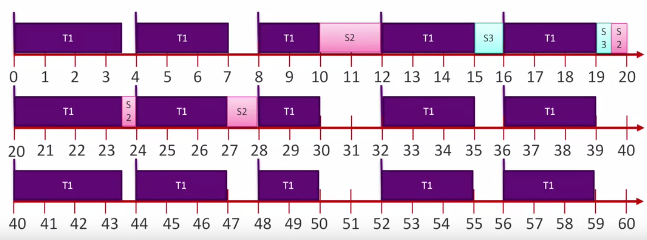 T1 T1 T1 S2 T1 S3 T1 S3 S2
0 1 2 3 4 5 6 7 8 9 10 11 12 13 14 15 16 17 18 19 20
T1 S2 T1 S2 T1 T1 T1
20 21 22 23 24 25 26 27 28 29 30 31 32 33 34 35 36 37 38 39 40
T1 T1 T1 T1 T1
40 41 42 43 44 45 46 47 48 49 50 51 52 53 54 55 56 57 58 59 60